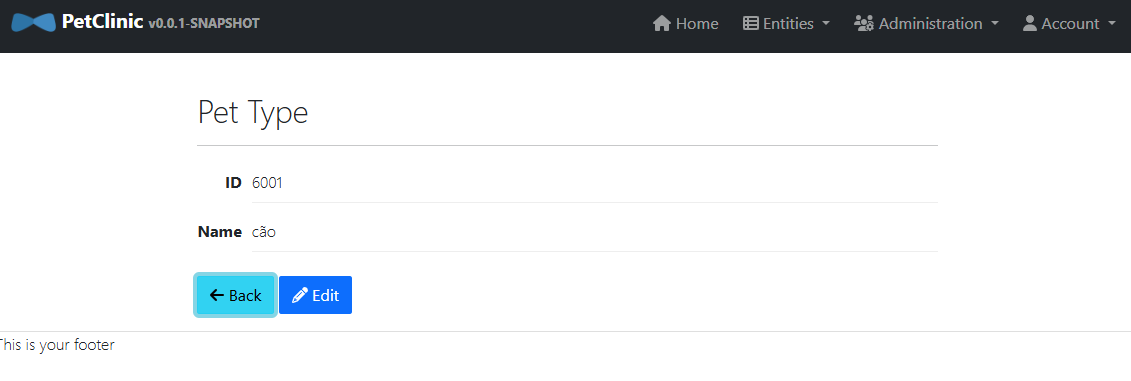 PetClinic v0.0.1-SNAPSHOT Home Entities Administration Account
Pet Type
ID 6001
Name cão
Back Edit
This is your footer